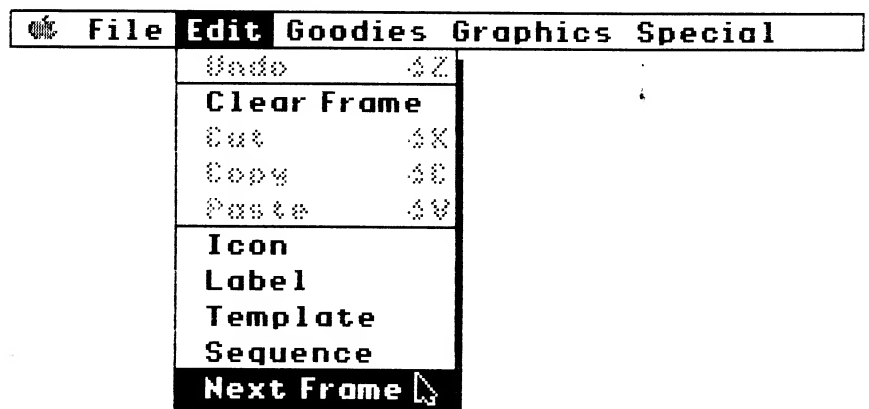 File Edit Goodies Graphics Special
Undo Z
Clear Frame
Cut X
Copy C
Paste V
Icon
Label
Template
Sequence
Next Frame